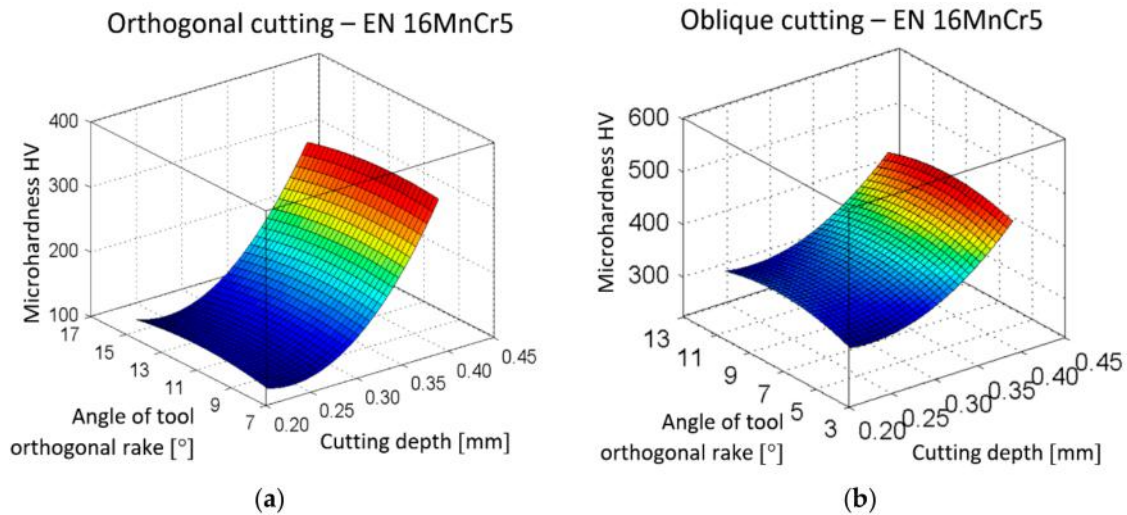 Orthogonal cutting – EN 16MnCr5
Microhardness HV
400
300
200
100
17
15
13
11
9
7
0.20
0.25
0.30
0.35
0.40
0.45
Angle of tool
orthogonal rake [°]
Cutting depth [mm]
(a)
Oblique cutting – EN 16MnCr5
Microhardness HV
600
500
400
300
13
11
9
7
5
3
0.20
0.25
0.30
0.35
0.40
0.45
Angle of tool
orthogonal rake [°]
Cutting depth [mm]
(b)